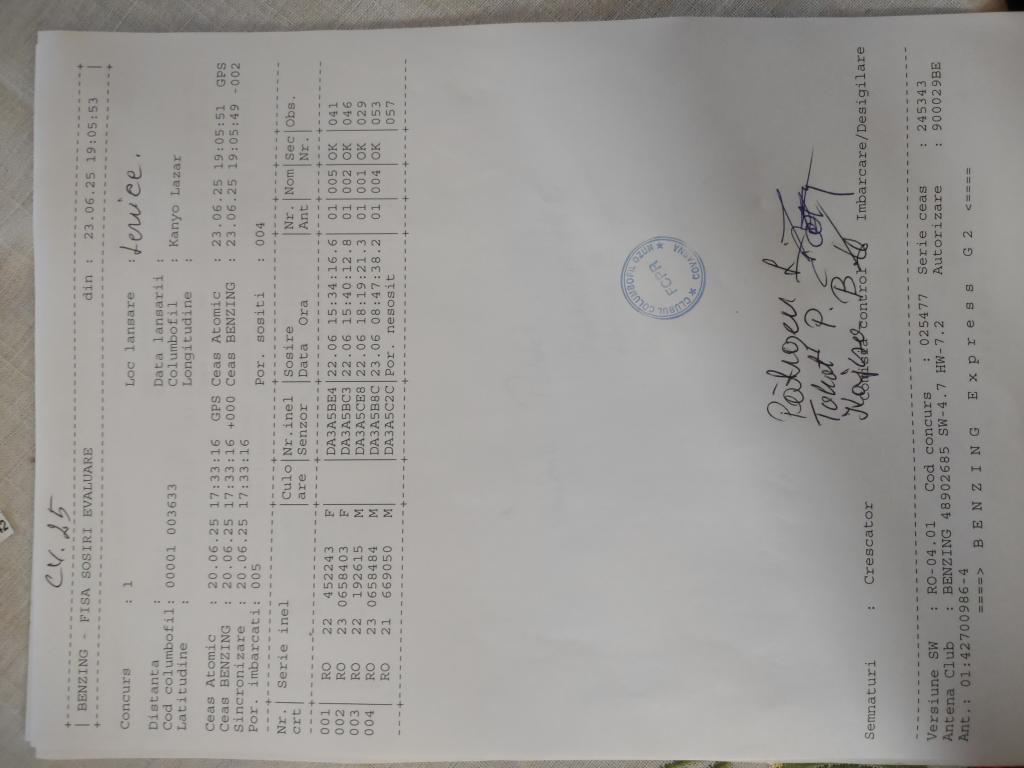 CV. 25
| BENZING - FISA SOSIRI EVALUARE din : 23.06.25 19:05:53 |
Concurs : 1 Loc lansare : Service.
Distanta : Data lansarii :
Cod columbofil: 00001 003633 Columbofil : Kanyo Lazar
Latitudine : Longitudine :
Ceas Atomic : 20.06.25 17:33:16 GPS Ceas Atomic : 23.06.25 19:05:51 GPS
Ceas BENZING : 20.06.25 17:33:16 +000 Ceas BENZING : 23.06.25 19:05:49 -002
Sincronizare : 20.06.25 17:33:16
Por. imbarcati: 005 Por. sositi : 004
Nr.| Serie inel |Culo|Nr.inel |Sosire |Nr |Nom|Sec|Obs.
crt| |are |Senzor |Data Ora |Ant| |Nr.|
001| RO 22 452243 F | |DA3A5BE4|22.06 15:34:16.6| 01|005|OK |041
002| RO 23 0658403 F | |DA3A5BC3|22.06 15:40:12.8| 01|002|OK |046
003| RO 22 192615 M | |DA3A5CE8|22.06 18:19:21.3| 01|001|OK |029
004| RO 23 0658484 M | |DA3A5B8C|23.06 08:47:38.2| 01|004|OK |053
| RO 21 669050 M | |DA3A5C2C|Por. nesosit | | | |057
CLUBUL COLUMBOFIL
FCPR
COVASNA
Tokot P.
Semnaturi : Crescator Comisia control Imbarcare/Desigilare
Versiune SW : RO-04.01 Cod concurs : 025477 Serie ceas : 245343
Antena Club : BENZING 48902685 SW-4.7 HW-7.2 Autorizare : 900029BE
Ant.: 01:42700986-4
====> B E N Z I N G E x p r e s s G 2 <====